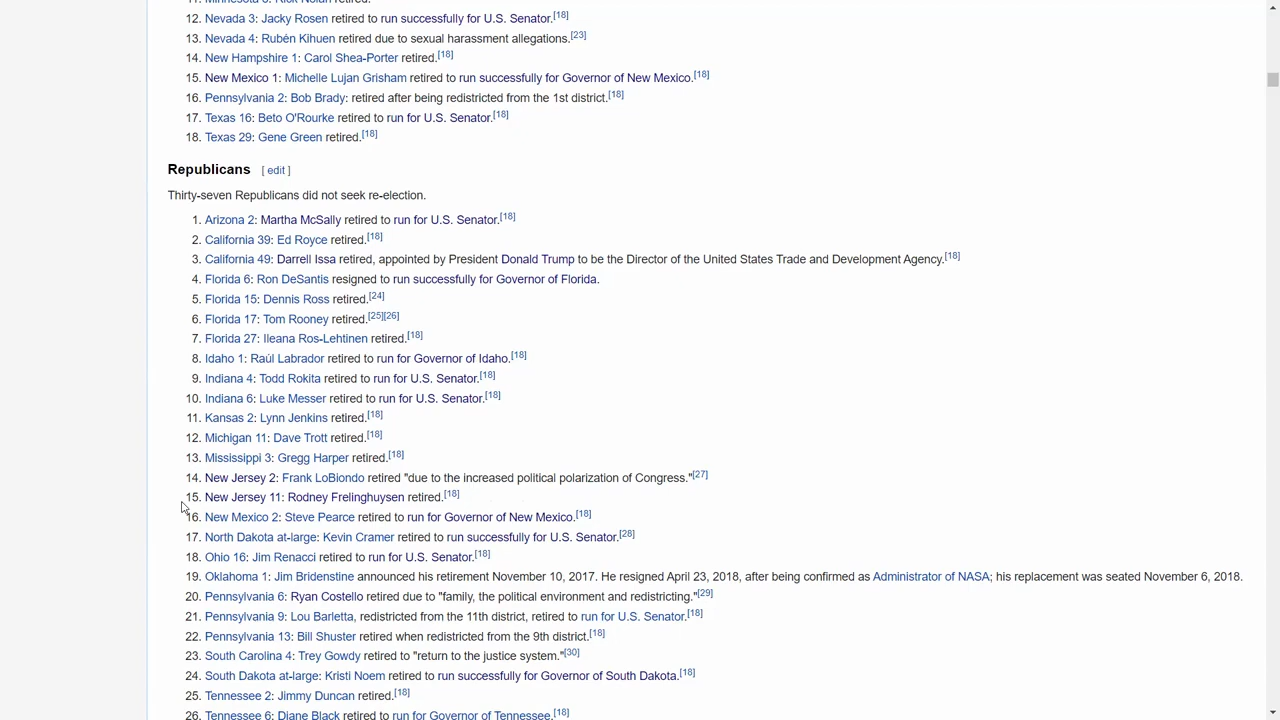 11. Minnesota 8: Rick Nolan retired.
12. Nevada 3: Jacky Rosen retired to run successfully for U.S. Senator.[18]
13. Nevada 4: Rubén Kihuen retired due to sexual harassment allegations.[23]
14. New Hampshire 1: Carol Shea-Porter retired.[18]
15. New Mexico 1: Michelle Lujan Grisham retired to run successfully for Governor of New Mexico.[18]
16. Pennsylvania 2: Bob Brady: retired after being redistricted from the 1st district.[18]
17. Texas 16: Beto O'Rourke retired to run for U.S. Senator.[18]
18. Texas 29: Gene Green retired.[18]
Republicans [ edit ]
Thirty-seven Republicans did not seek re-election.
1. Arizona 2: Martha McSally retired to run for U.S. Senator.[18]
2. California 39: Ed Royce retired.[18]
3. California 49: Darrell Issa retired, appointed by President Donald Trump to be the Director of the United States Trade and Development Agency.[18]
4. Florida 6: Ron DeSantis resigned to run successfully for Governor of Florida.
5. Florida 15: Dennis Ross retired.[24]
6. Florida 17: Tom Rooney retired.[25][26]
7. Florida 27: Ileana Ros-Lehtinen retired.[18]
8. Idaho 1: Raúl Labrador retired to run for Governor of Idaho.[18]
9. Indiana 4: Todd Rokita retired to run for U.S. Senator.[18]
10. Indiana 6: Luke Messer retired to run for U.S. Senator.[18]
11. Kansas 2: Lynn Jenkins retired.[18]
12. Michigan 11: Dave Trott retired.[18]
13. Mississippi 3: Gregg Harper retired.[18]
14. New Jersey 2: Frank LoBiondo retired "due to the increased political polarization of Congress."[27]
15. New Jersey 11: Rodney Frelinghuysen retired.[18]
16. New Mexico 2: Steve Pearce retired to run for Governor of New Mexico.[18]
17. North Dakota at-large: Kevin Cramer retired to run successfully for U.S. Senator.[28]
18. Ohio 16: Jim Renacci retired to run for U.S. Senator.[18]
19. Oklahoma 1: Jim Bridenstine announced his retirement November 10, 2017. He resigned April 23, 2018, after being confirmed as Administrator of NASA; his replacement was seated November 6, 2018.
20. Pennsylvania 6: Ryan Costello retired due to "family, the political environment and redistricting."[29]
21. Pennsylvania 9: Lou Barletta, redistricted from the 11th district, retired to run for U.S. Senator.[18]
22. Pennsylvania 13: Bill Shuster retired when redistricted from the 9th district.[18]
23. South Carolina 4: Trey Gowdy retired to "return to the justice system."[30]
24. South Dakota at-large: Kristi Noem retired to run successfully for Governor of South Dakota.[18]
25. Tennessee 2: Jimmy Duncan retired.[18]
26. Tennessee 6: Diane Black retired to run for Governor of Tennessee.[18]